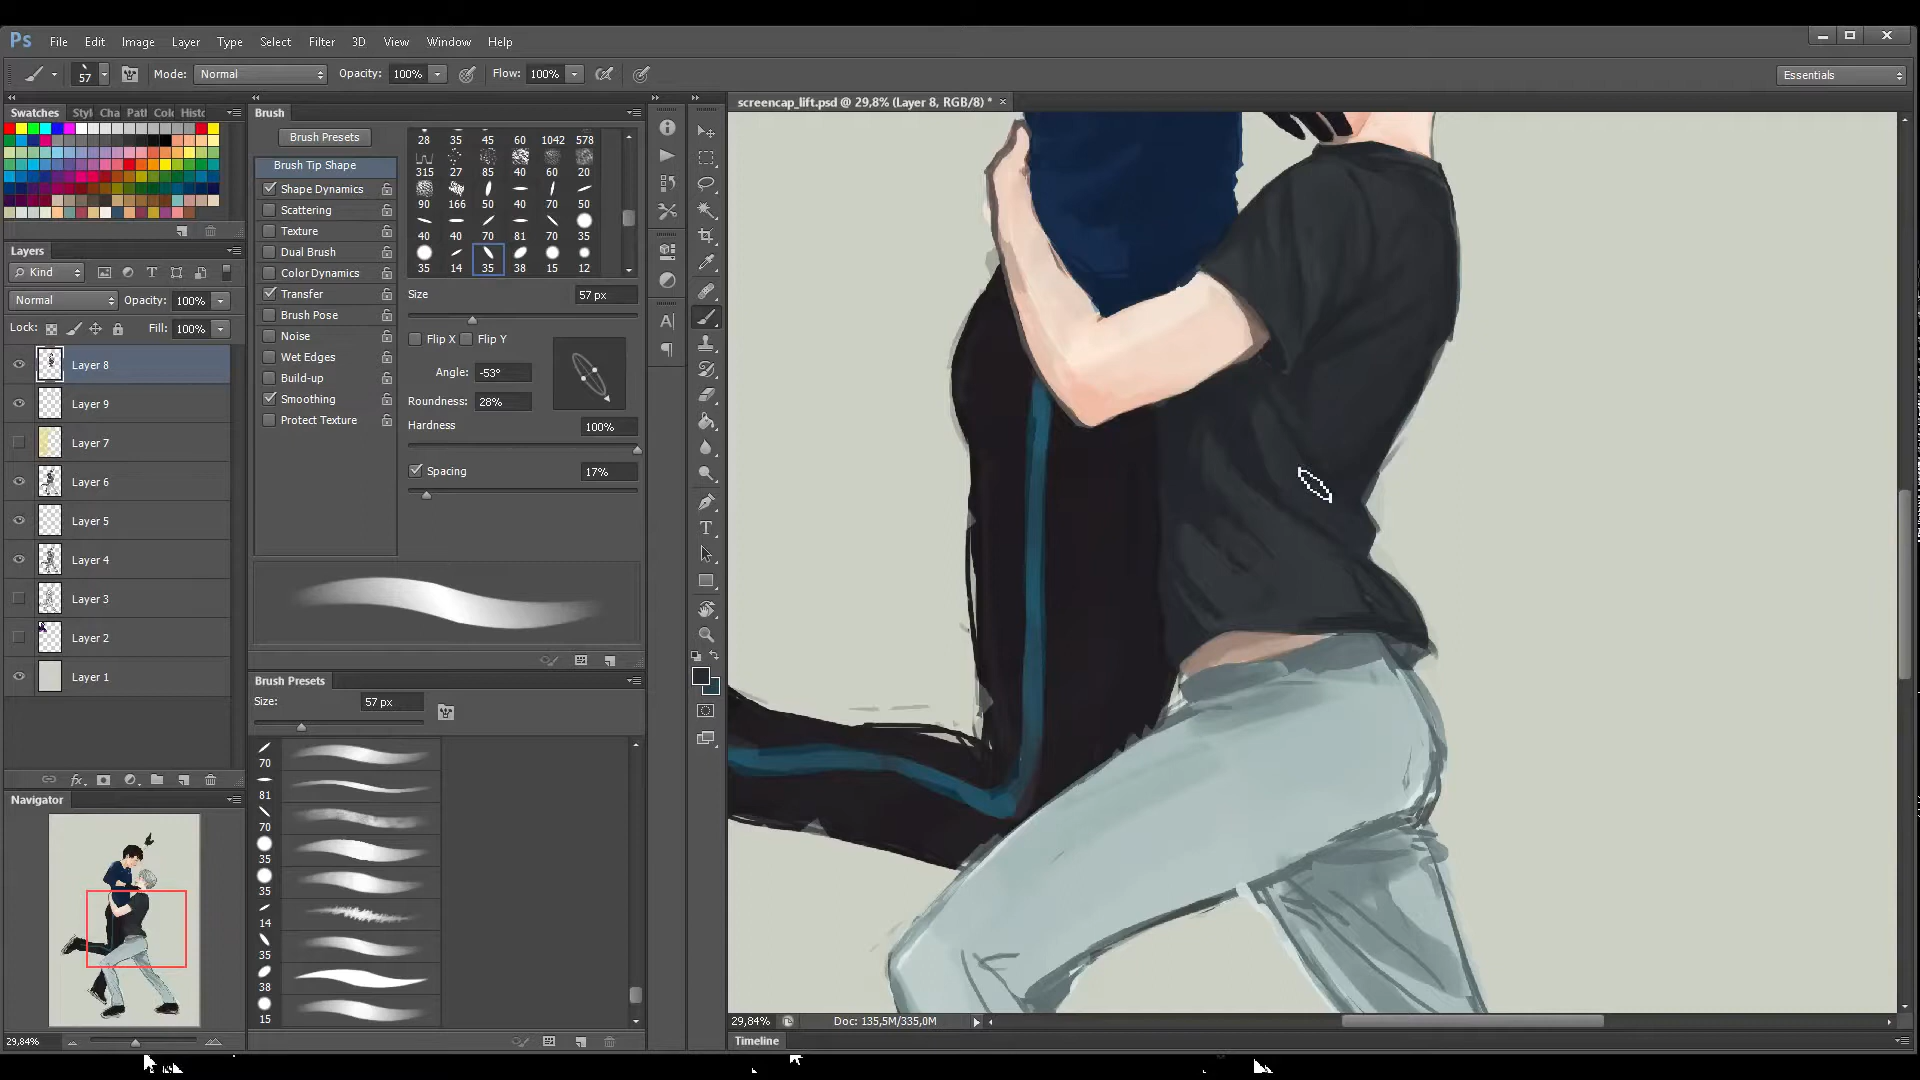 Ps File Edit Image Layer Type Select Filter 3D View Window Help
57 Mode: Normal Opacity: 100% Flow: 100% Essentials
Swatches Styl Cha Patl Col Histo
Brush
Brush Presets
Brush Tip Shape
Shape Dynamics
Scattering
Texture
Dual Brush
Color Dynamics
Transfer
Brush Pose
Noise
Wet Edges
Build-up
Smoothing
Protect Texture
28 35 45 60 1042 578
315 27 85 40 60 20
90 166 50 40 70 50
40 40 70 81 70 35
35 14 35 38 15 12
Size 57 px
Flip X Flip Y
Angle: -53°
Roundness: 28%
Hardness 100%
Spacing 17%
Layers
Kind
Normal Opacity: 100%
Lock: Fill: 100%
Layer 8
Layer 9
Layer 7
Layer 6
Layer 5
Layer 4
Layer 3
Layer 2
Layer 1
fx
Navigator
29,84%
Brush Presets
Size: 57 px
70
81
70
35
35
14
35
38
15
A
T
screencap_lift.psd @ 29,8% (Layer 8, RGB/8) * ×
29,84% Doc: 135,5M/335,0M
Timeline